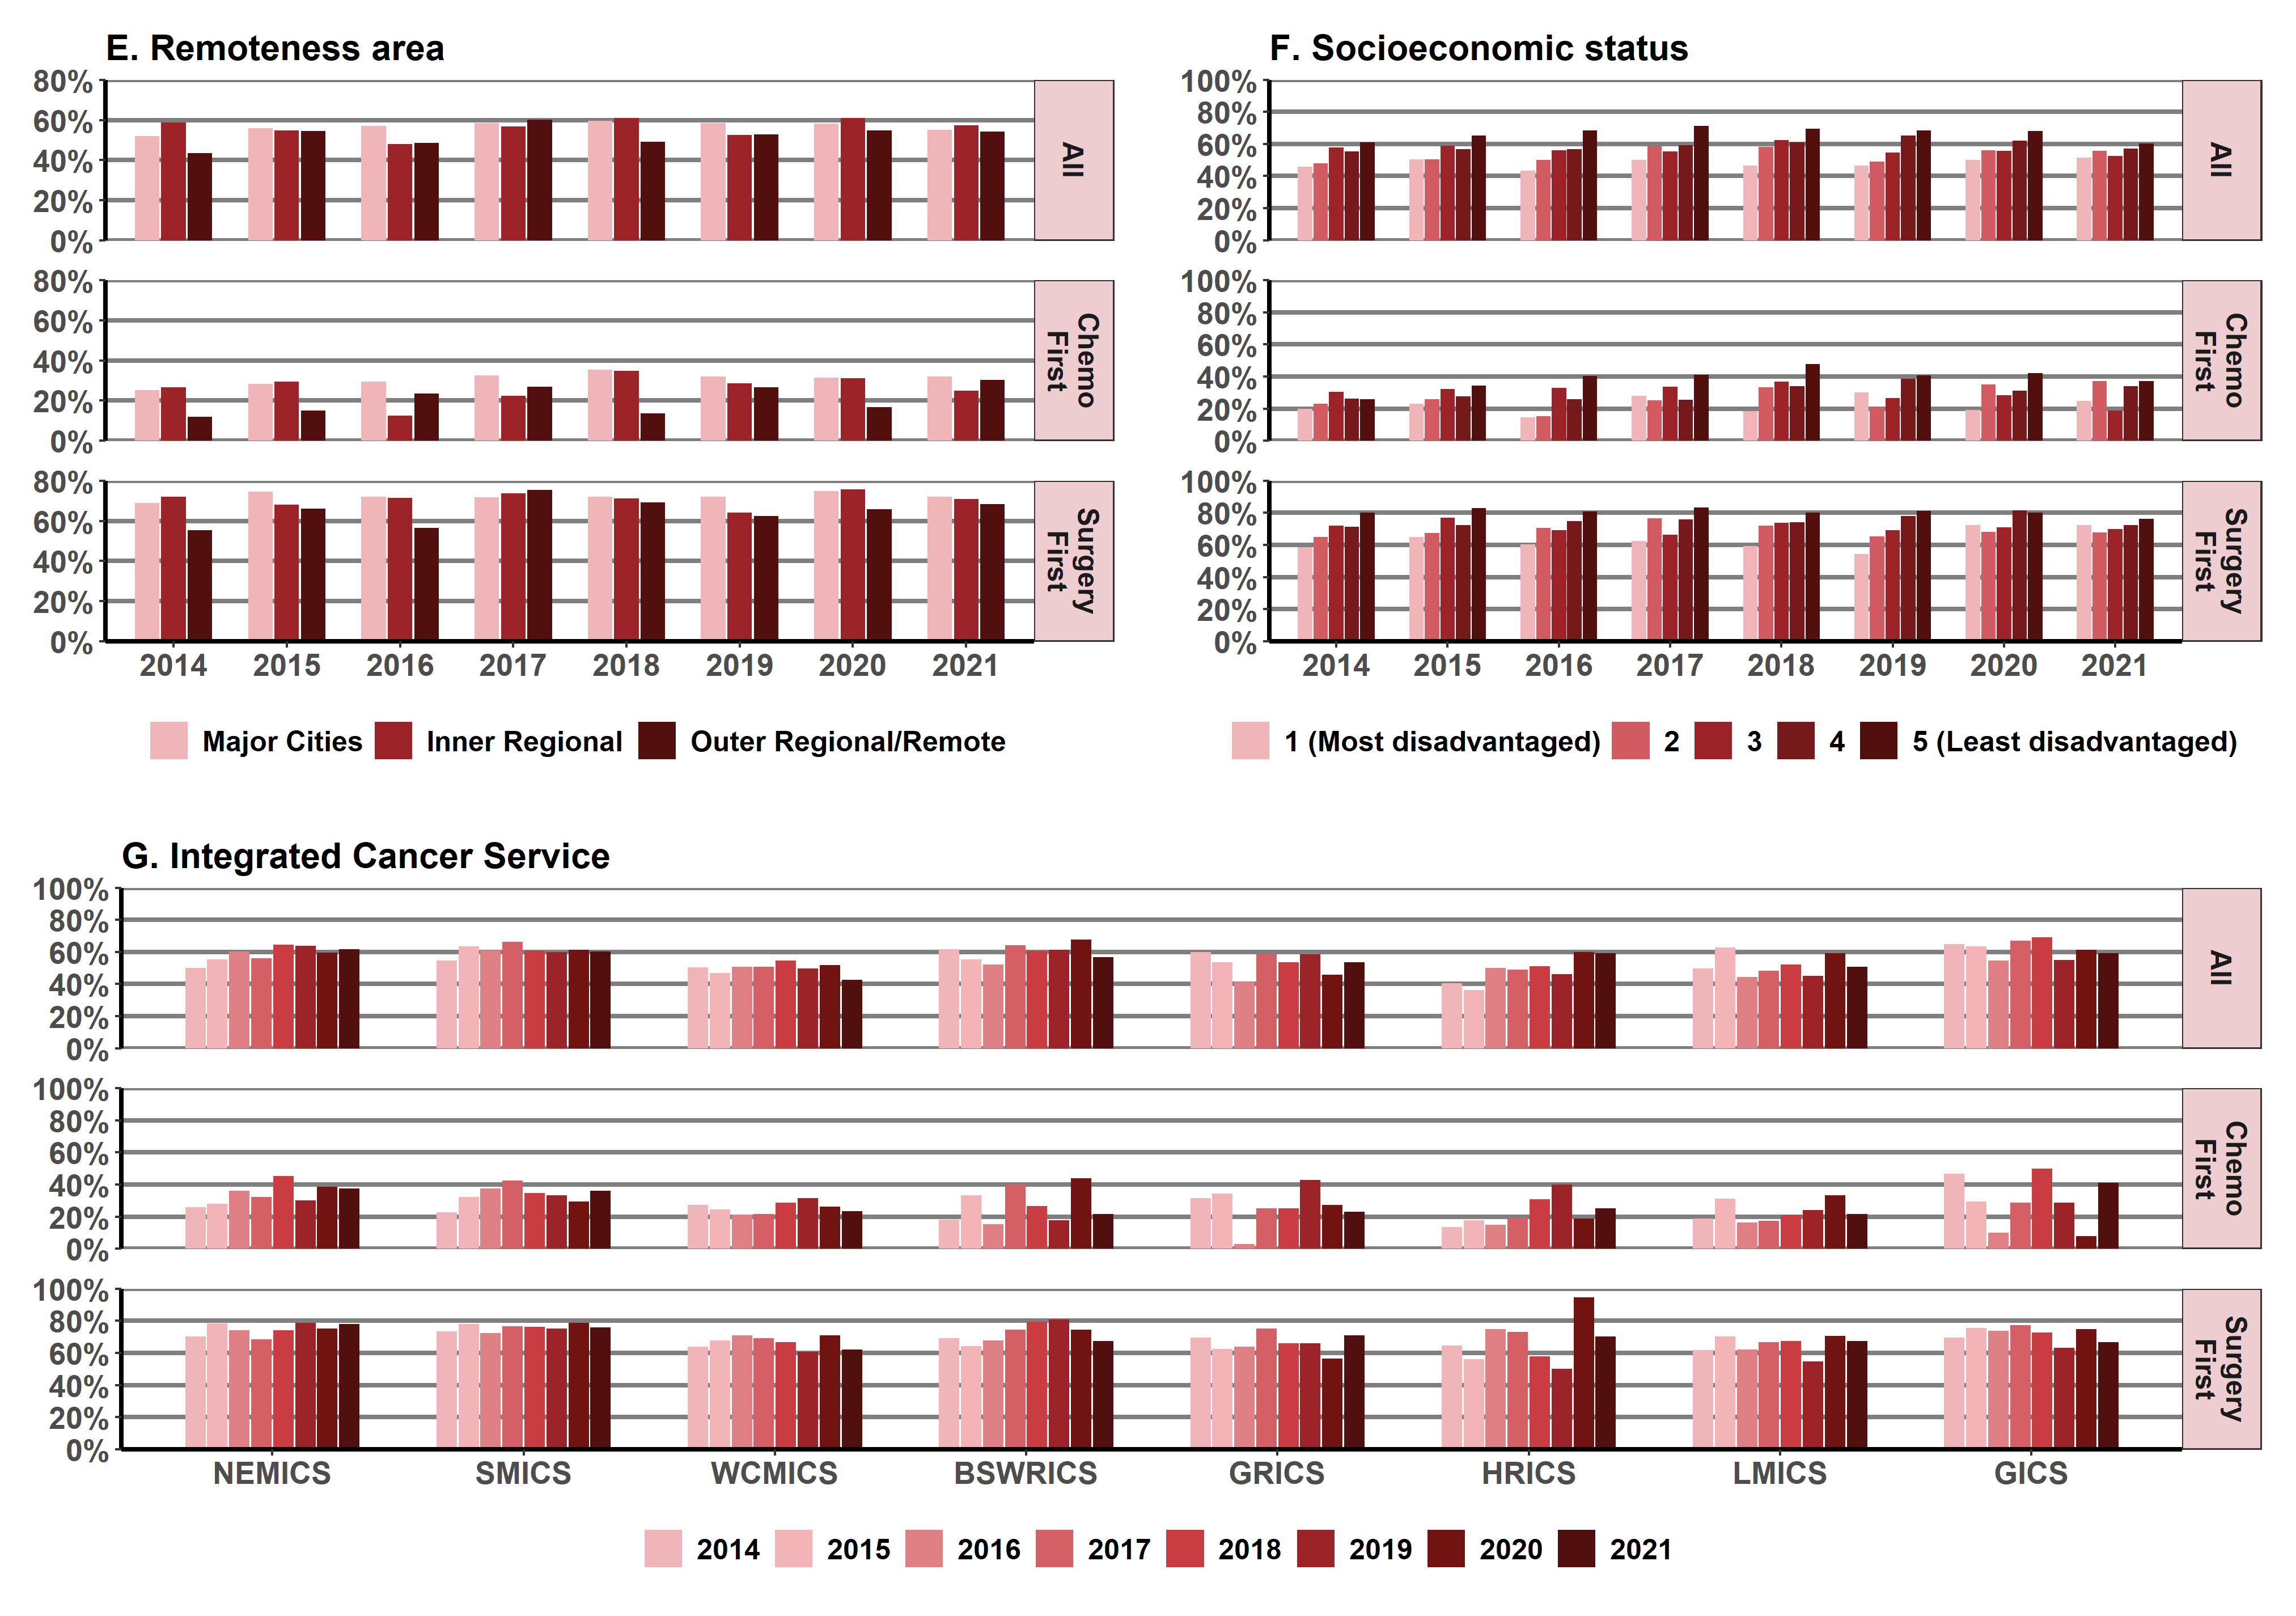 E. Remoteness area
80%
60%
40%
20%
0%
All
80%
60%
40%
20%
0%
Chemo
First
80%
60%
40%
20%
0%
Surgery
First
2014 2015 2016 2017 2018 2019 2020 2021
Major Cities Inner Regional Outer Regional/Remote
F. Socioeconomic status
100%
80%
60%
40%
20%
0%
All
100%
80%
60%
40%
20%
0%
Chemo
First
100%
80%
60%
40%
20%
0%
Surgery
First
2014 2015 2016 2017 2018 2019 2020 2021
1 (Most disadvantaged) 2 3 4 5 (Least disadvantaged)
G. Integrated Cancer Service
100%
80%
60%
40%
20%
0%
All
100%
80%
60%
40%
20%
0%
Chemo
First
100%
80%
60%
40%
20%
0%
Surgery
First
NEMICS SMICS WCMICS BSWRICS GRICS HRICS LMICS GICS
2014 2015 2016 2017 2018 2019 2020 2021